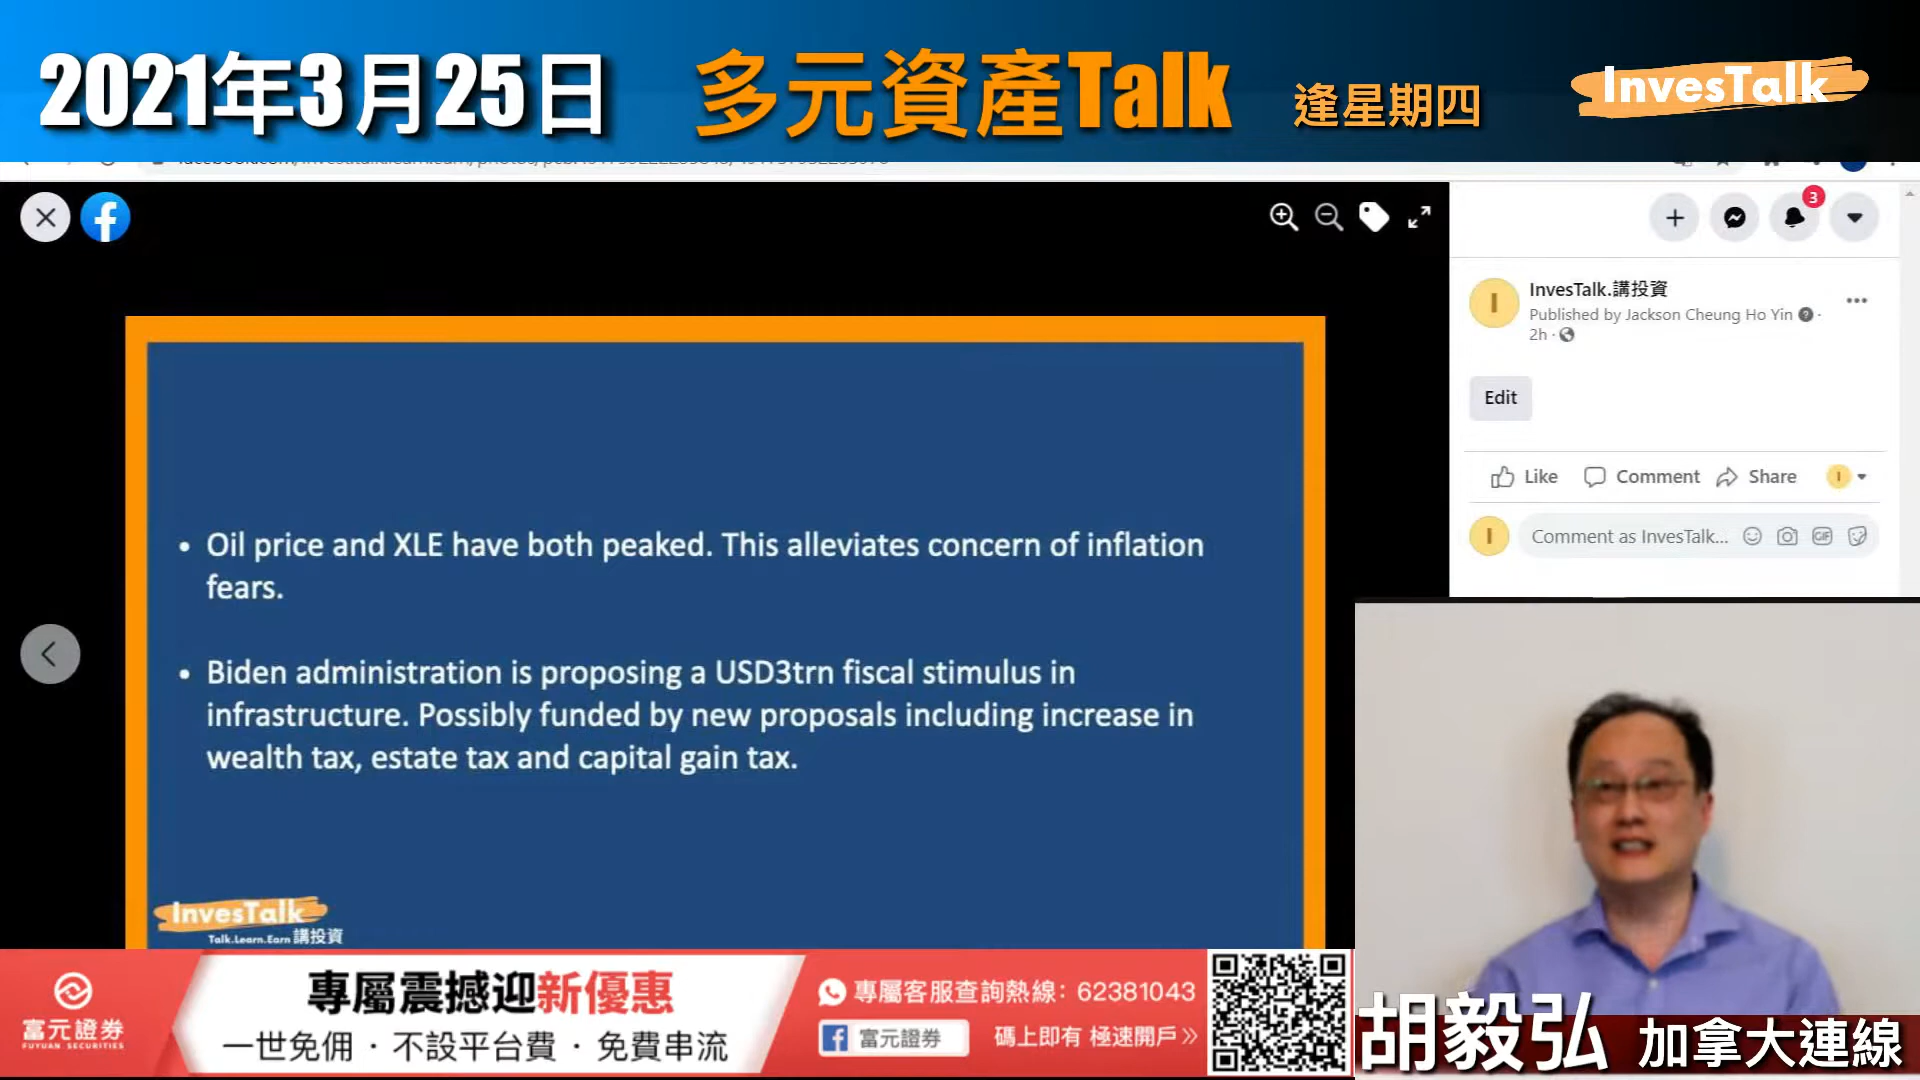 2021年3月25日
多元資產Talk
逢星期四
InvesTalk
3
InvesTalk.講投資
Published by Jackson Cheung Ho Yin
2h
Edit
Like Comment Share
Comment as InvesTalk...
GIF
• Oil price and XLE have both peaked. This alleviates concern of inflation
fears.
• Biden administration is proposing a USD3trn fiscal stimulus in
infrastructure. Possibly funded by new proposals including increase in
wealth tax, estate tax and capital gain tax.
InvesTalk
Talk.Learn.Earn 講投資
富元證券
FUYUAN SECURITIES
專屬震撼迎新優惠
一世免佣 · 不設平台費 · 免費串流
專屬客服查詢熱線: 62381043
富元證券
碼上即有 極速開戶
胡毅弘 加拿大連線